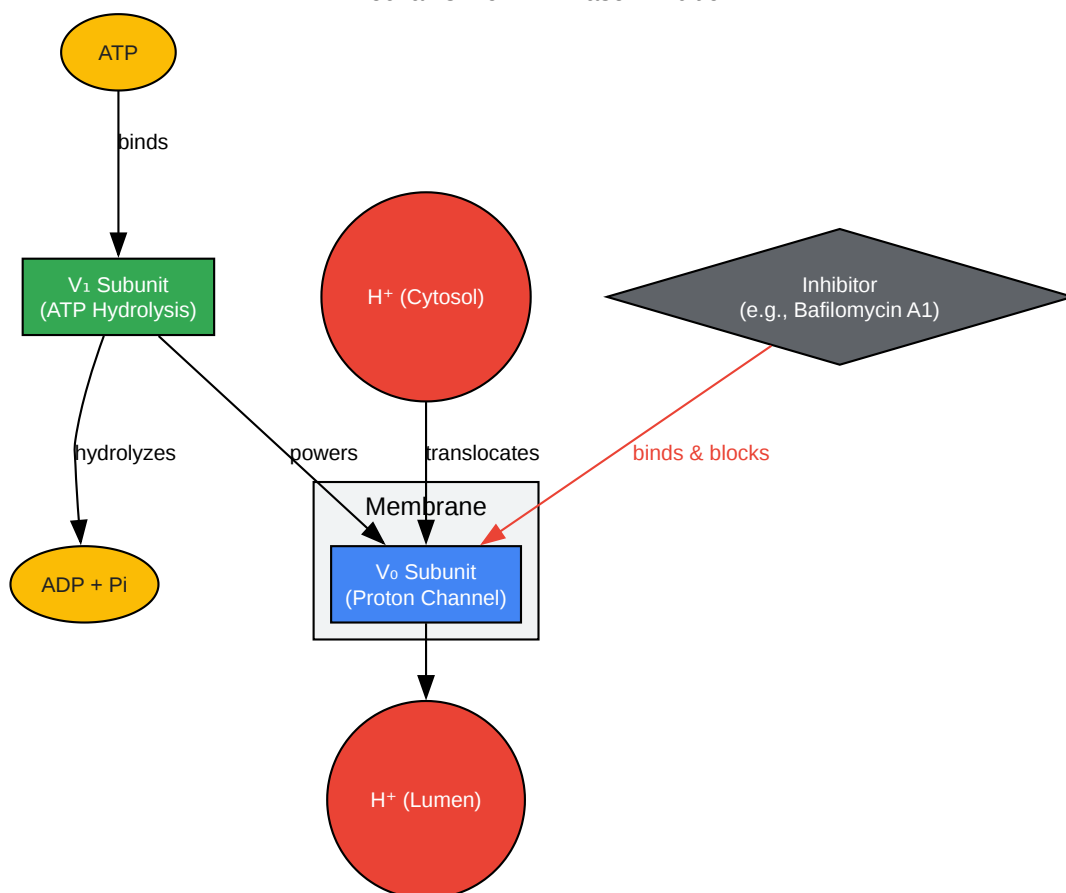 ATP
binds
V₁ Subunit
(ATP Hydrolysis)
H⁺ (Cytosol)
Inhibitor
(e.g., Bafilomycin A1)
hydrolyzes
powers
translocates
binds & blocks
Membrane
V₀ Subunit
(Proton Channel)
ADP + Pi
H⁺ (Lumen)